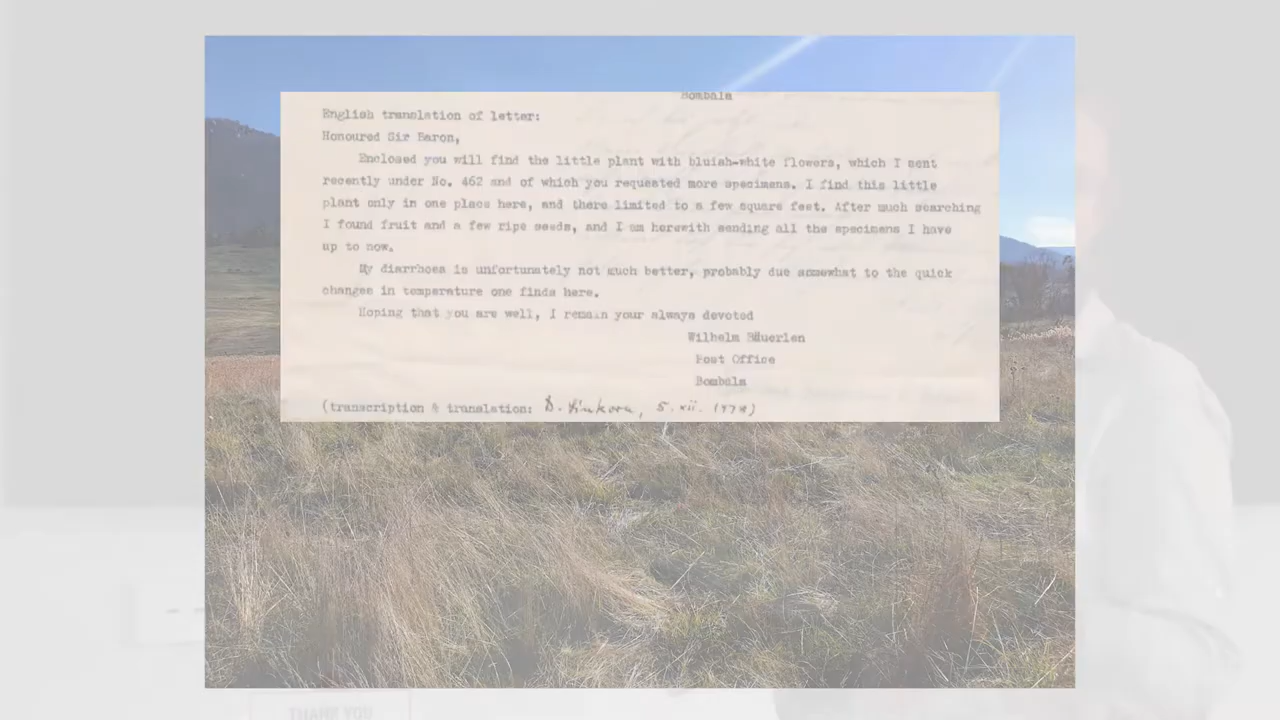 Bombala
English translation of letter:
Honoured Sir Baron,
Enclosed you will find the little plant with bluish-white flowers, which I sent
recently under No. 462 and of which you requested more specimens. I find this little
plant only in one place here, and there limited to a few square feet. After much searching
I found fruit and a few ripe seeds, and I am herewith sending all the specimens I have
up to now.
My diarrhoea is unfortunately not much better, probably due somewhat to the quick
changes in temperature one finds here.
Hoping that you are well, I remain your always devoted
Wilhelm Bäuerlen
Post Office
Bombala
(transcription & translation: D. 5.xii.
THANK YOU